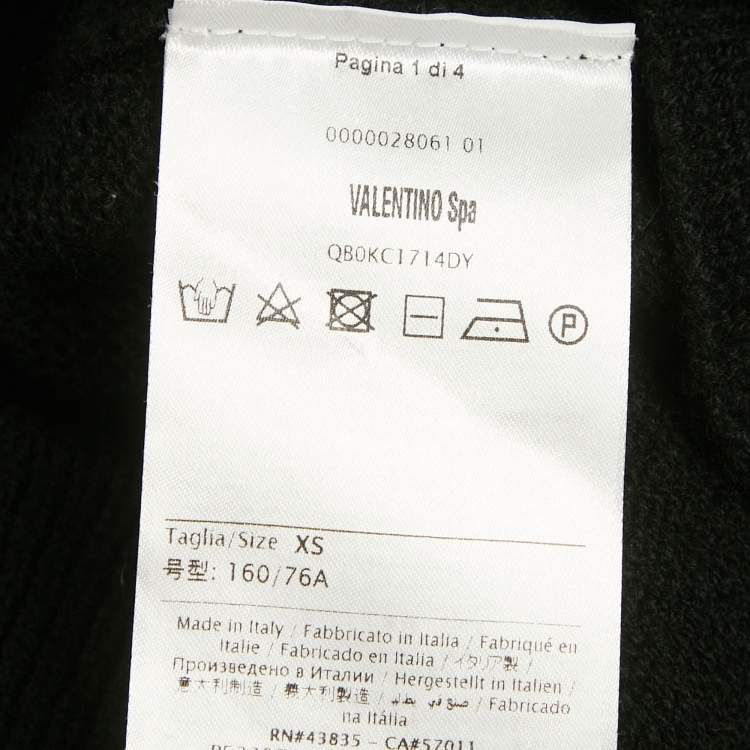 Pagina 1 di 4
0000028061 01
VALENTINO Spa
QB0KC1714DY
P
Taglia/Size XS
号型: 160/76A
Made in Italy / Fabbricato in Italia / Fabriqué en
Italie / Fabricado en Italia / イタリア製 /
Произведено в Италии / Hergestellt in Italien /
意大利制造 / 義大利製造 / صنع في إيطاليا / Fabricado
na Itália
RN#43835 – CA#57011